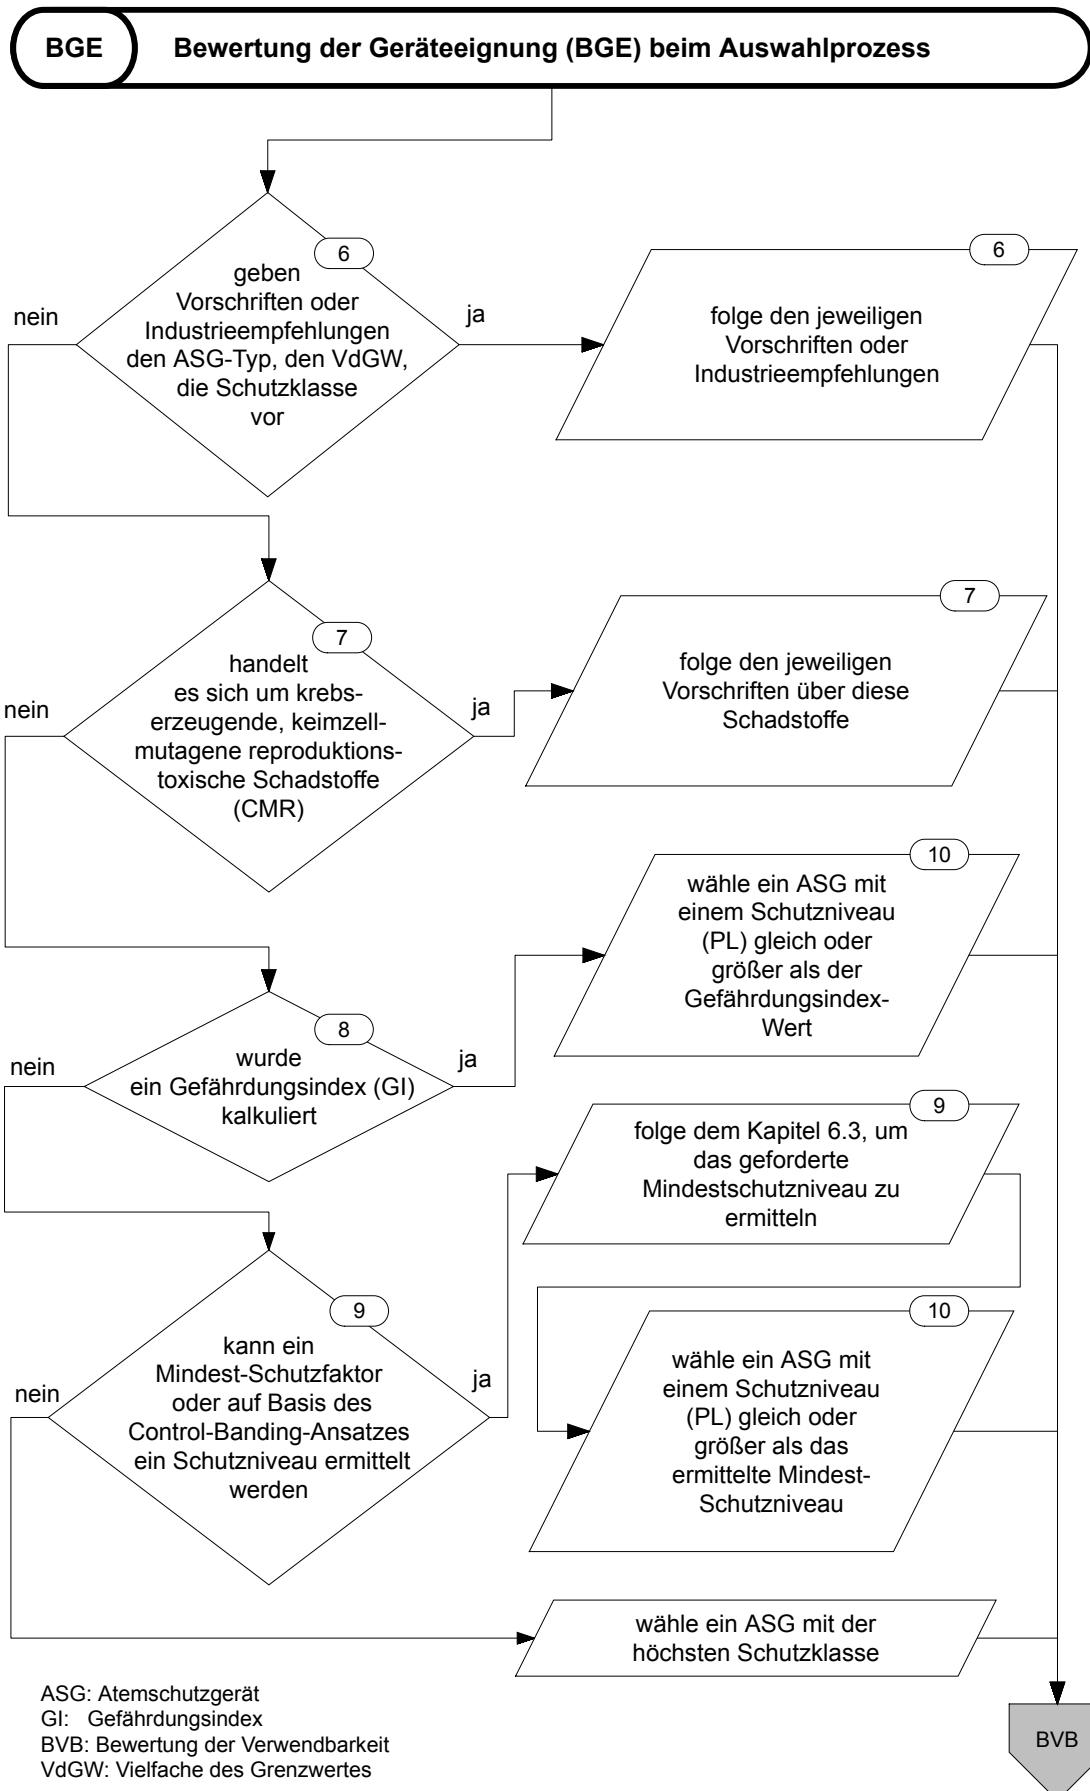 BGE
Bewertung der Geräteeignung (BGE) beim Auswahlprozess
6
geben
Vorschriften oder
Industrieempfehlungen
den ASG-Typ, den VdGW,
die Schutzklasse
vor
nein
ja
6
folge den jeweiligen
Vorschriften oder
Industrieempfehlungen
7
handelt
es sich um krebs-
erzeugende, keimzell-
mutagene reproduktions-
toxische Schadstoffe
(CMR)
nein
ja
7
folge den jeweiligen
Vorschriften über diese
Schadstoffe
8
wurde
ein Gefährdungsindex (GI)
kalkuliert
nein
ja
10
wähle ein ASG mit
einem Schutzniveau
(PL) gleich oder
größer als der
Gefährdungsindex-
Wert
9
kann ein
Mindest-Schutzfaktor
oder auf Basis des
Control-Banding-Ansatzes
ein Schutzniveau ermittelt
werden
nein
ja
9
folge dem Kapitel 6.3, um
das geforderte
Mindestschutzniveau zu
ermitteln
10
wähle ein ASG mit
einem Schutzniveau
(PL) gleich oder
größer als das
ermittelte Mindest-
Schutzniveau
wähle ein ASG mit der
höchsten Schutzklasse
BVB
ASG: Atemschutzgerät
GI: Gefährdungsindex
BVB: Bewertung der Verwendbarkeit
VdGW: Vielfache des Grenzwertes